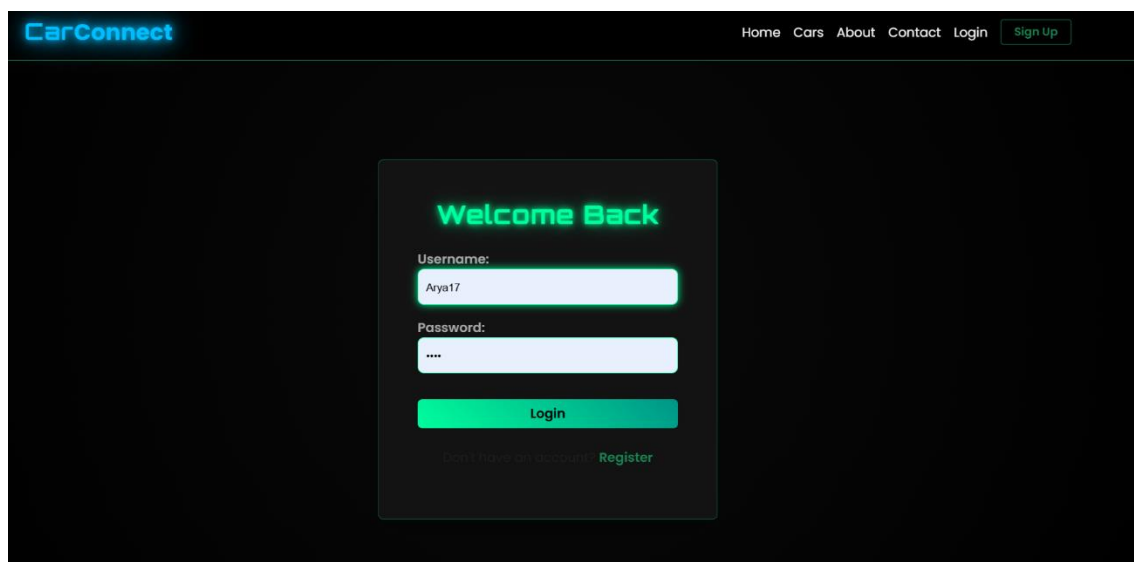 CarConnect
Home Cars About Contact Login Sign Up
Welcome Back
Username:
Arya17
Password:
••••
Login
Don't have an account? Register